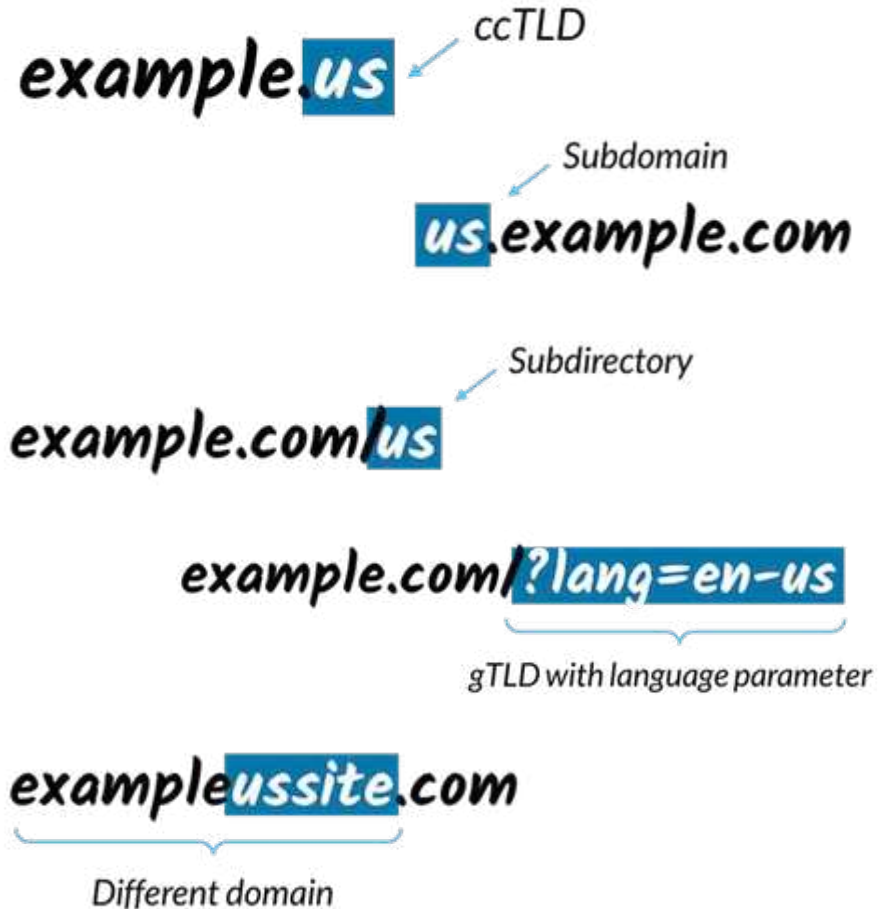 ccTLD
example.us
Subdomain
us.example.com
Subdirectory
example.com/us
example.com/?lang=en-us
gTLD with language parameter
exampleussite.com
Different domain